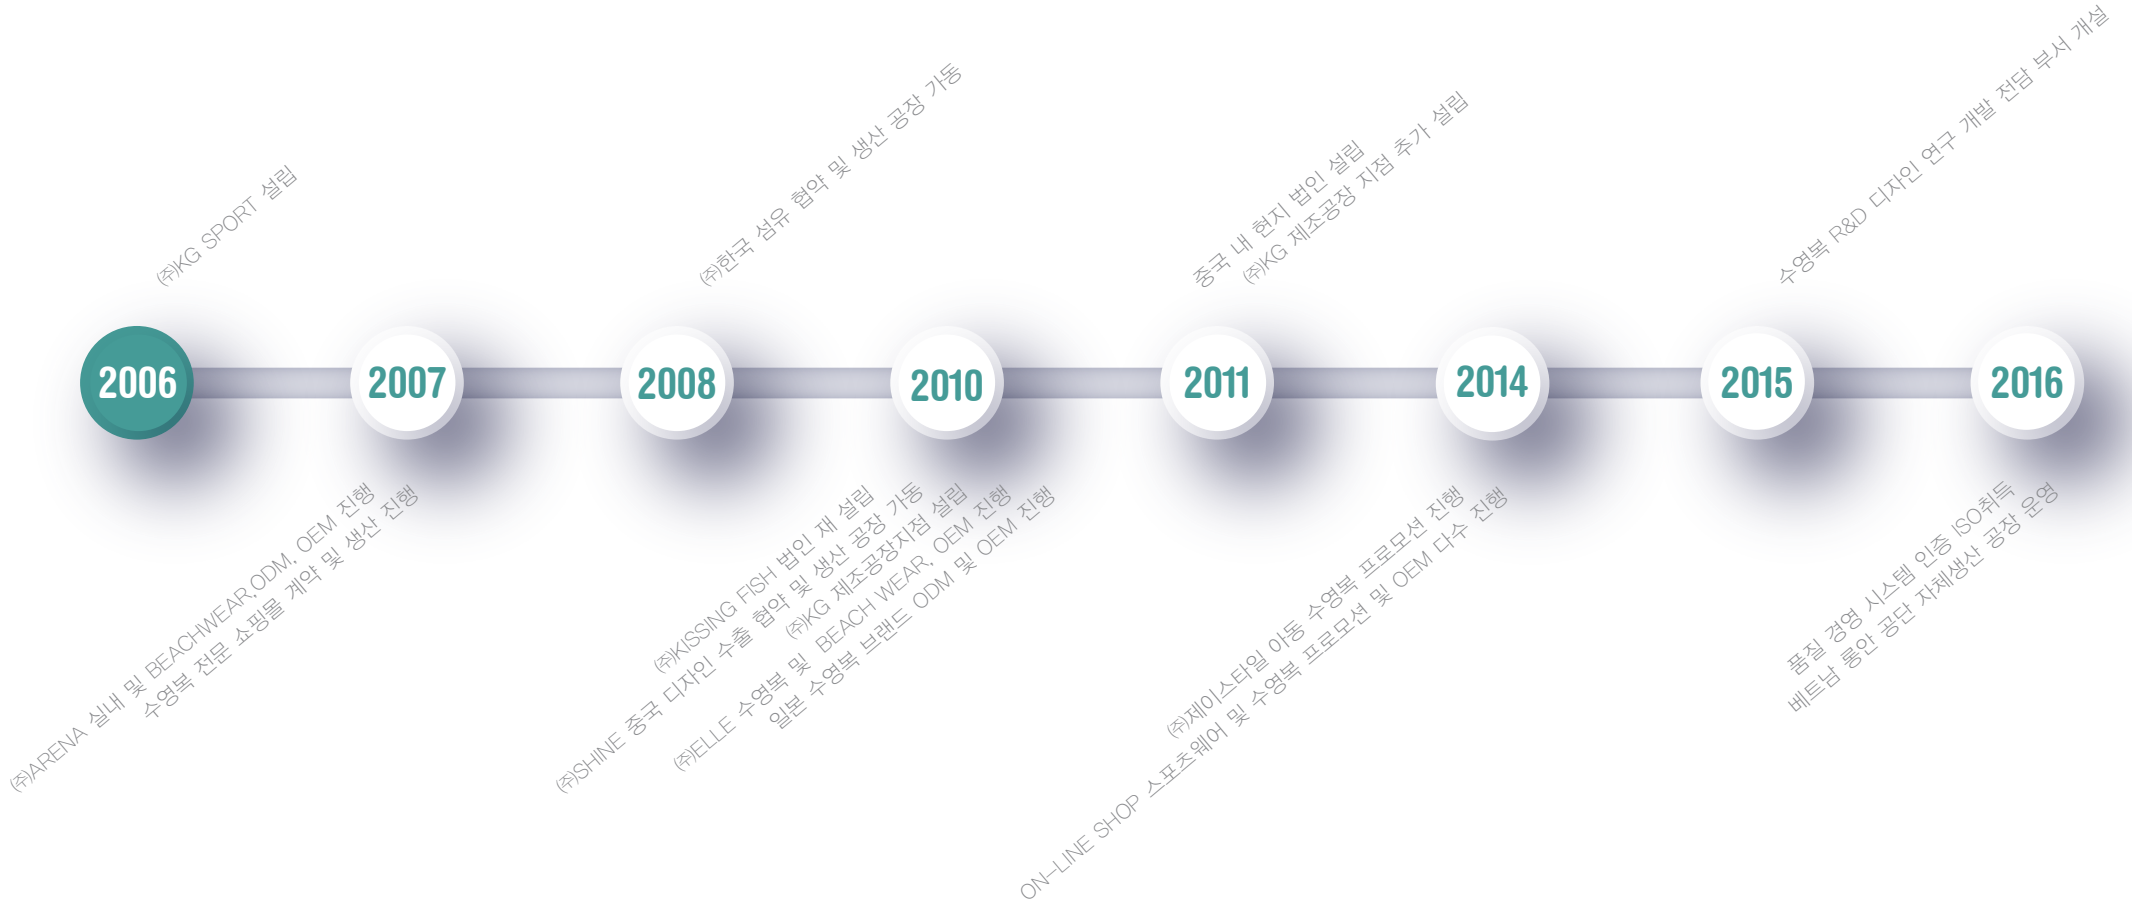 2006
㈜KG SPORT 설립
2007
㈜ARENA 실내 및 BEACHWEAR,ODM, OEM 진행
수영복 전문 쇼핑몰 계약 및 생산 진행
2008
㈜한국 섬유 협약 및 생산 공장 가동
2010
㈜KISSING FISH 법인 재 설립
㈜SHINE 중국 디자인 수출 협약 및 생산 공장 가동
㈜KG 제조공장지점 설립
㈜ELLE 수영복 및 BEACH WEAR, OEM 진행
일본 수영복 브랜드 ODM 및 OEM 진행
2011
중국 내 현지 법인 설립
㈜KG 제조공장 지점 추가 설립
2014
㈜제이스타일 아동 수영복 프로모션 진행
ON-LINE SHOP 스포츠웨어 및 수영복 프로모션 및 OEM 다수 진행
2015
수영복 R&D 디자인 연구 개발 전담 부서 개설
2016
품질 경영 시스템 인증 ISO취득
베트남 롱안 공단 자체생산 공장 운영